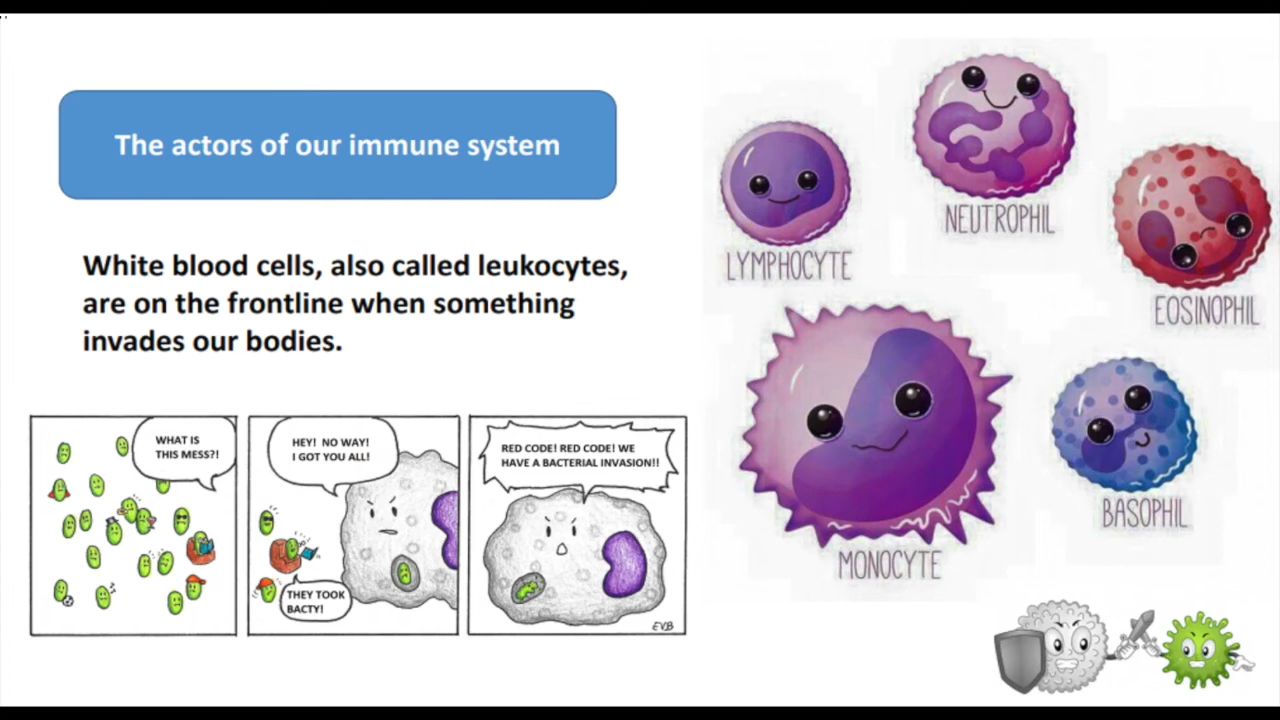 The actors of our immune system
White blood cells, also called leukocytes,
are on the frontline when something
invades our bodies.
WHAT IS
THIS MESS?!
HEY! NO WAY!
I GOT YOU ALL!
THEY TOOK
BACTY!
RED CODE! RED CODE! WE
HAVE A BACTERIAL INVASION!!
EVB
LYMPHOCYTE
NEUTROPHIL
EOSINOPHIL
MONOCYTE
BASOPHIL